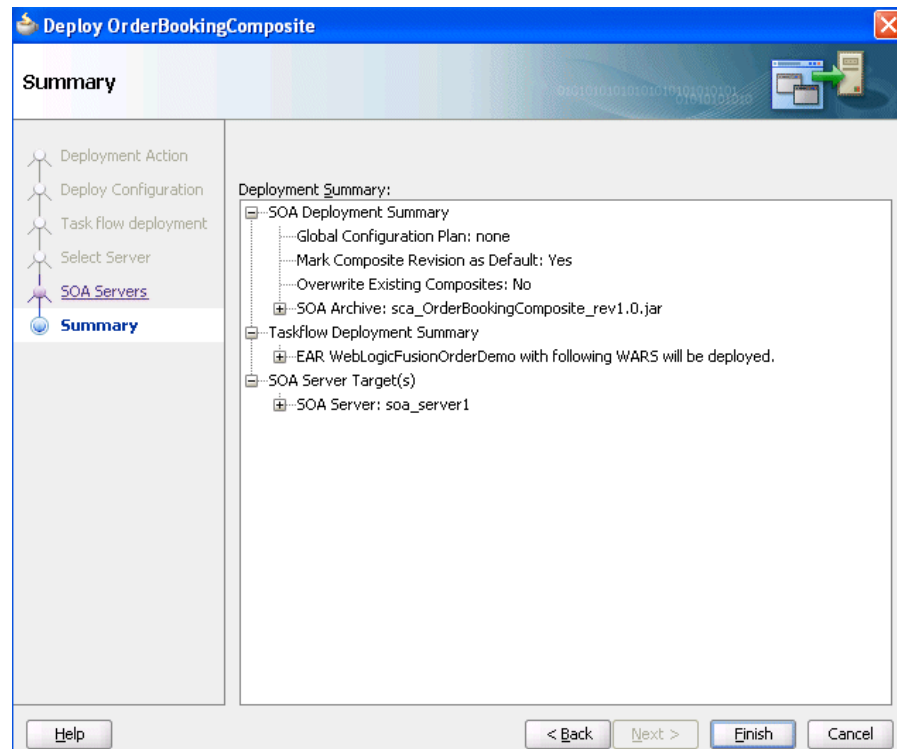 Deploy OrderBookingComposite
Summary
Deployment Action
Deploy Configuration
Task flow deployment
Select Server
SOA Servers
Summary
Deployment Summary:
SOA Deployment Summary
Global Configuration Plan: none
Mark Composite Revision as Default: Yes
Overwrite Existing Composites: No
SOA Archive: sca_OrderBookingComposite_rev1.0.jar
Taskflow Deployment Summary
EAR WebLogicFusionOrderDemo with following WARS will be deployed.
SOA Server Target(s)
SOA Server: soa_server1
Help
< Back
Next >
Finish
Cancel